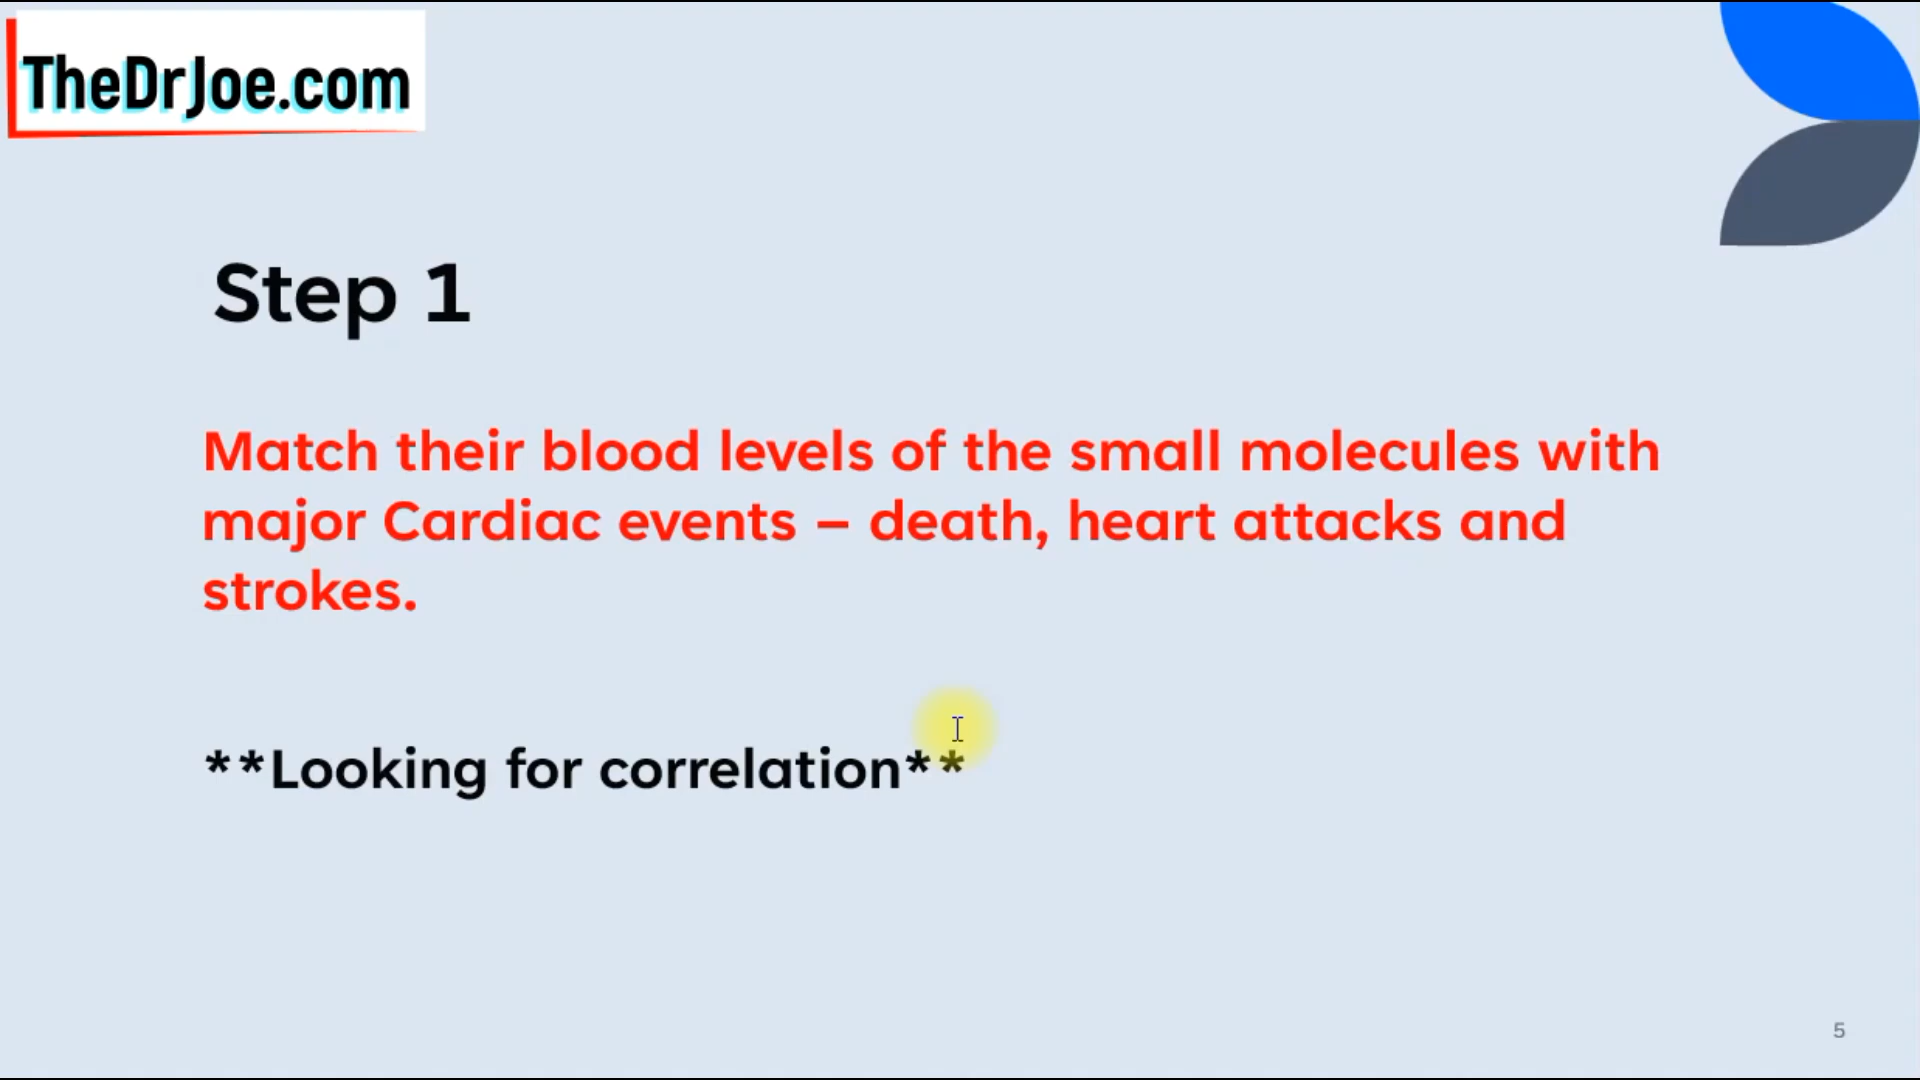 TheDrJoe.com
Step 1
Match their blood levels of the small molecules with
major Cardiac events – death, heart attacks and
strokes.
**Looking for correlation**
5